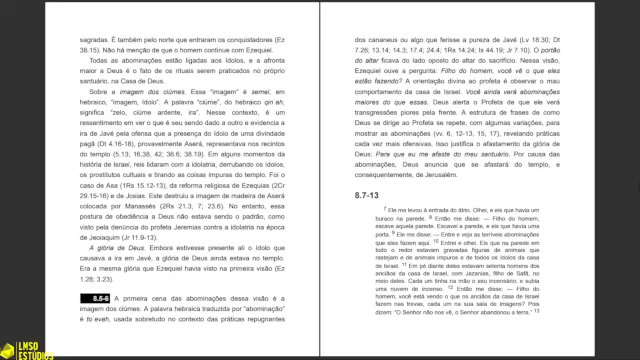 sagradas. É também pelo norte que entraram os conquistadores (Ez
38.15). Não há menção de que o homem continue com Ezequiel.
Todas as abominações estão ligadas aos ídolos, e a afronta
maior a Deus é o fato de os rituais serem praticados no próprio
santuário, na Casa de Deus.
Sobre a imagem dos ciúmes. Essa “imagem” é semel, em
hebraico, “imagem, ídolo”. A palavra “ciúme”, do hebraico qin´ah,
significa “zelo, ciúme ardente, ira”. Nesse contexto, é um
ressentimento em ver o que é seu sendo dado a outro e evidencia a
ira de Javé pela ofensa que a presença do ídolo de uma divindade
pagã (Dt 4.16-18), provavelmente Aserá, representava nos recintos
do templo (5.13; 16.38, 42; 36.6; 38.19). Em alguns momentos da
história de Israel, reis lidaram com a idolatria, derrubando os ídolos,
os prostitutos cultuais e tirando as coisas impuras do templo. Foi o
caso de Asa (1Rs 15.12-13), da reforma religiosa de Ezequias (2Cr
29.15-16) e de Josias. Este destruiu a imagem de madeira de Aserá
colocada por Manassés (2Rs 21.3, 7; 23.6). No entanto, essa
postura de obediência a Deus não estava sendo o padrão, como
visto pela denúncia do profeta Jeremias contra a idolatria na época
de Jeoiaquim (Jr 11.9-13).
A glória de Deus. Embora estivesse presente ali o ídolo que
causava a ira em Javé, a glória de Deus ainda estava no templo.
Era a mesma glória que Ezequiel havia visto na primeira visão (Ez
1.28; 3.23).
8.5-6 A primeira cena das abominações dessa visão é a
imagem dos ciúmes. A palavra hebraica traduzida por “abominação”
é to´evah, usada sobretudo no contexto das práticas repugnantes
dos cananeus ou algo que ferisse a pureza de Javé (Lv 18.30; Dt
7.26; 13.14; 14.3; 17.4; 24.4; 1Rs 14.24; Is 44.19; Jr 7.10). O portão
do altar ficava do lado oposto do altar do sacrifício. Nessa visão,
Ezequiel ouve a pergunta: Filho do homem, você vê o que eles
estão fazendo? A orientação divina ao profeta é observar o mau
comportamento da casa de Israel. Você ainda verá abominações
maiores do que essas. Deus alerta o Profeta de que ele verá
transgressões piores pela frente. A estrutura de frases de como
Deus se dirige ao Profeta se repete, com algumas variações, para
mostrar as abominações (vv. 6, 12-13, 15, 17), revelando práticas
cada vez mais ofensivas. Isso justifica o afastamento da glória de
Deus: Para que eu me afaste do meu santuário. Por causa das
abominações, Deus anuncia que se afastará do templo, e
consequentemente, de Jerusalém.
8.7-13
7 Ele me levou à entrada do átrio. Olhei, e eis que havia um
buraco na parede. 8 Então me disse: — Filho do homem,
escave aquela parede. Escavei a parede, e eis que havia uma
porta. 9 Ele me disse: — Entre e veja as terríveis abominações
que eles fazem aqui. 10 Entrei e olhei. Eis que na parede em
todo o redor estavam gravadas figuras de animais que
rastejam e de animais impuros e de todos os ídolos da casa
de Israel. 11 Em pé diante deles estavam setenta homens dos
anciãos da casa de Israel, com Jazanias, filho de Safã, no
meio deles. Cada um tinha na mão o seu incensário; e subia
uma nuvem de incenso. 12 Então me disse: — Filho do
homem, você está vendo o que os anciãos da casa de Israel
fazem nas trevas, cada um na sua sala de imagens? Pois
dizem: “O Senhor não nos vê, o Senhor abandonou a terra.” 13
LMSO
ESTÚDIOS